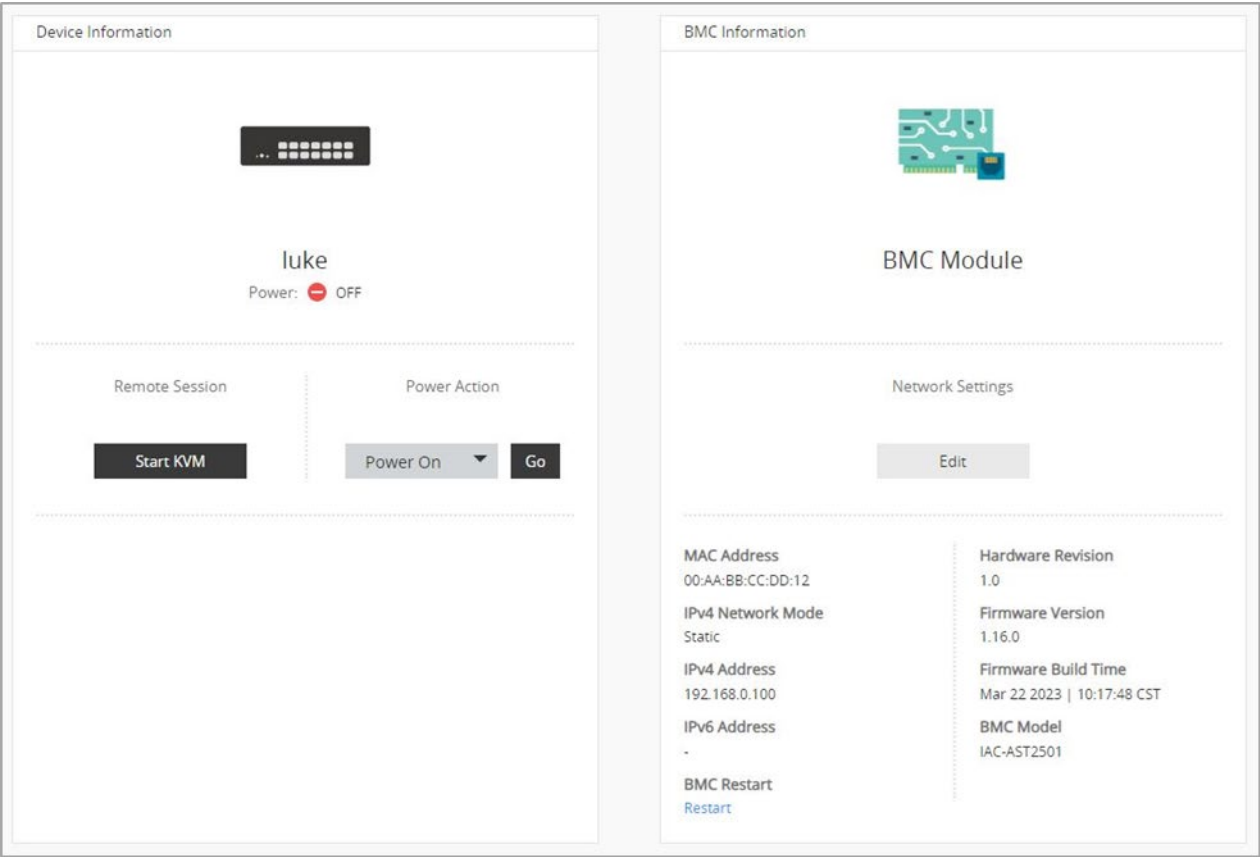 Device Information
luke
Power: OFF
Remote Session
Power Action
Start KVM
Power On
Go
BMC Information
BMC Module
Network Settings
Edit
MAC Address
00:AA:BB:CC:DD:12
IPv4 Network Mode
Static
IPv4 Address
192.168.0.100
IPv6 Address
-
BMC Restart
Restart
Hardware Revision
1.0
Firmware Version
1.16.0
Firmware Build Time
Mar 22 2023 | 10:17:48 CST
BMC Model
IAC-AST2501